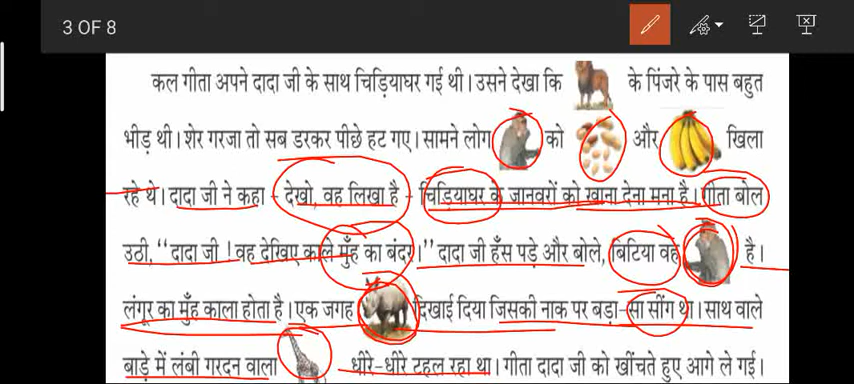 3 OF 8
कल गीता अपने दादा जी के साथ चिड़ियाघर गई थी। उसने देखा कि के पिंजरे के पास बहुत
भीड़ थी। शेर गरजा तो सब डरकर पीछे हट गए। सामने लोग को और खिला
रहे थे। दादा जी ने कहा - देखो, वह लिखा है - चिड़ियाघर के जानवरों को खाना देना मना है। गीता बोल
उठी, “दादा जी ! वह देखिए काले मुँह का बंदर।” दादा जी हँस पड़े और बोले, बिटिया वह है।
लंगूर का मुँह काला होता है। एक जगह दिखाई दिया जिसकी नाक पर बड़ा-सा सींग था। साथ वाले
बाड़े में लंबी गरदन वाला धीरे-धीरे टहल रहा था। गीता दादा जी को खींचते हुए आगे ले गई।